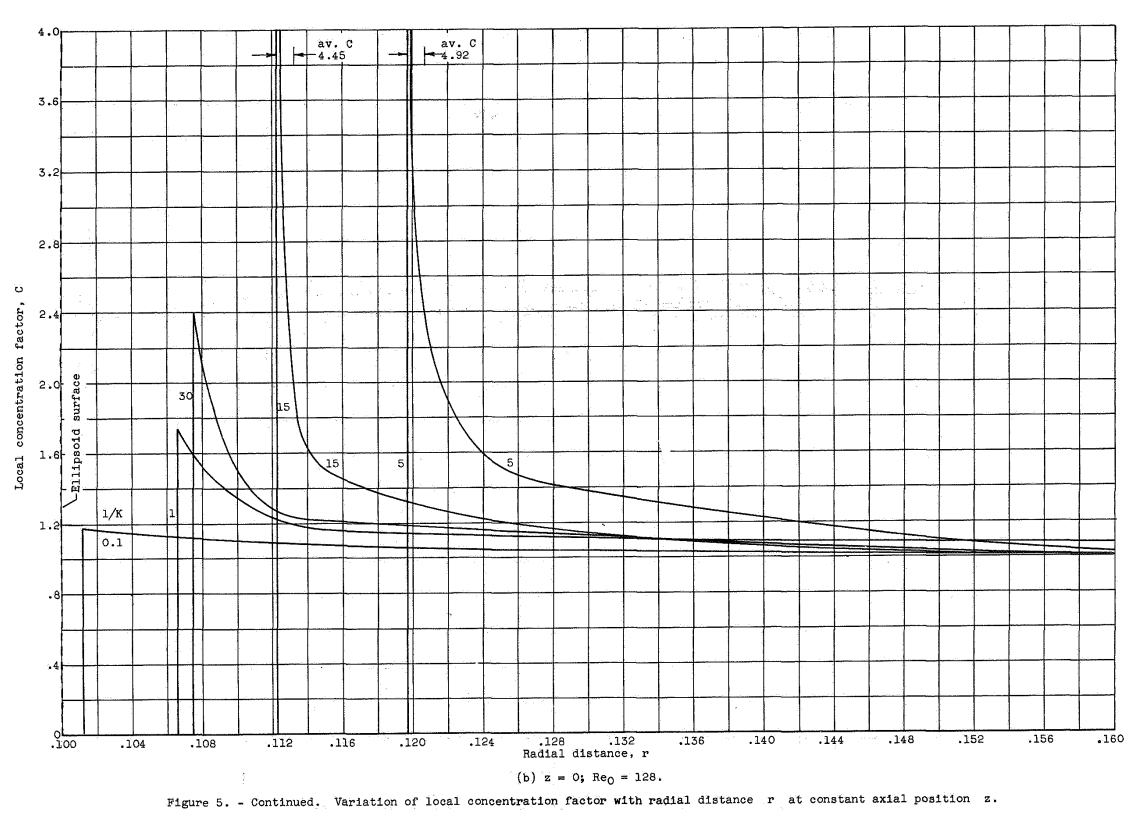 4.0
3.6
3.2
2.8
2.4
2.0
1.6
1.2
.8
.4
0
Local concentration factor, C
av. C
4.45
av. C
4.92
Ellipsoid surface
30
15
15
5
5
1/K
1
0.1
.100 .104 .108 .112 .116 .120 .124 .128 .132 .136 .140 .144 .148 .152 .156 .160
Radial distance, r
(b) z = 0; Re0 = 128.
Figure 5. - Continued. Variation of local concentration factor with radial distance r at constant axial position z.